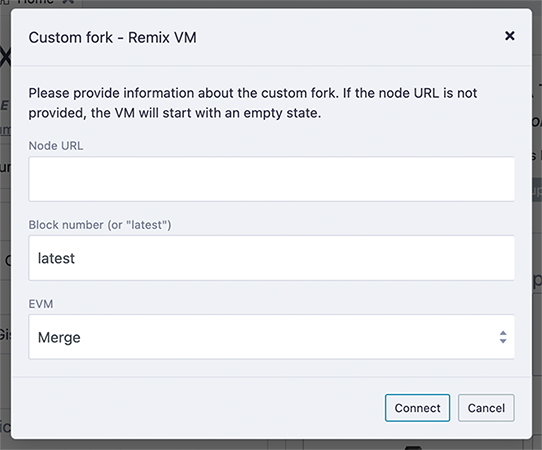 Home
Custom fork - Remix VM
Please provide information about the custom fork. If the node URL is not
provided, the VM will start with an empty state.
Node URL
Block number (or "latest")
latest
EVM
Merge
Connect
Cancel